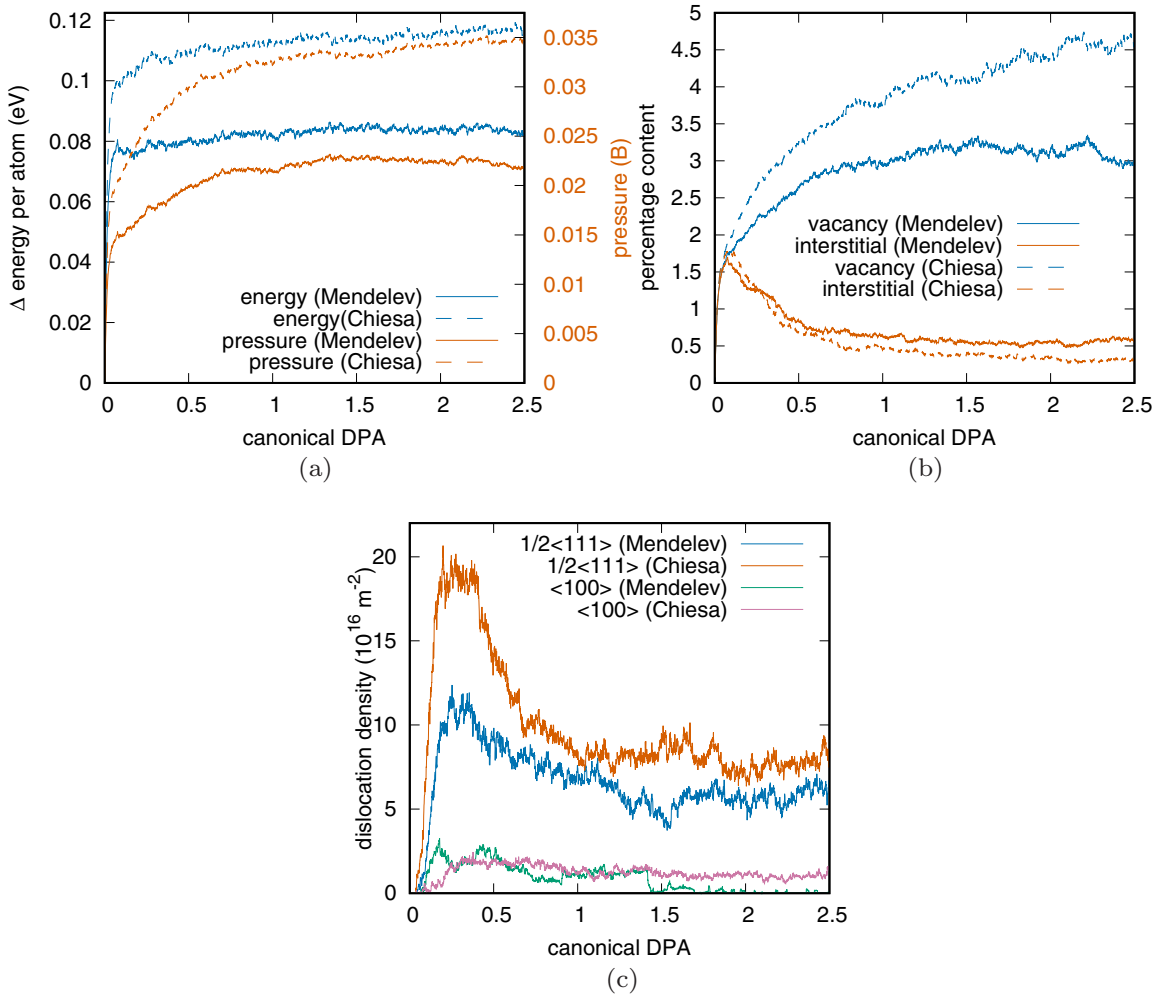 0.12
0.1
0.08
0.06
0.04
0.02
0
Δ energy per atom (eV)
0.035
0.03
0.025
0.02
0.015
0.01
0.005
0
pressure (B)
energy (Mendelev)
energy(Chiesa)
pressure (Mendelev)
pressure (Chiesa)
0 0.5 1 1.5 2 2.5
canonical DPA
(a)
5
4.5
4
3.5
3
2.5
2
1.5
1
0.5
0
percentage content
vacancy (Mendelev)
interstitial (Mendelev)
vacancy (Chiesa)
interstitial (Chiesa)
0 0.5 1 1.5 2 2.5
canonical DPA
(b)
20
15
10
5
0
dislocation density (10^16 m^-2)
1/2<111> (Mendelev)
1/2<111> (Chiesa)
<100> (Mendelev)
<100> (Chiesa)
0 0.5 1 1.5 2 2.5
canonical DPA
(c)